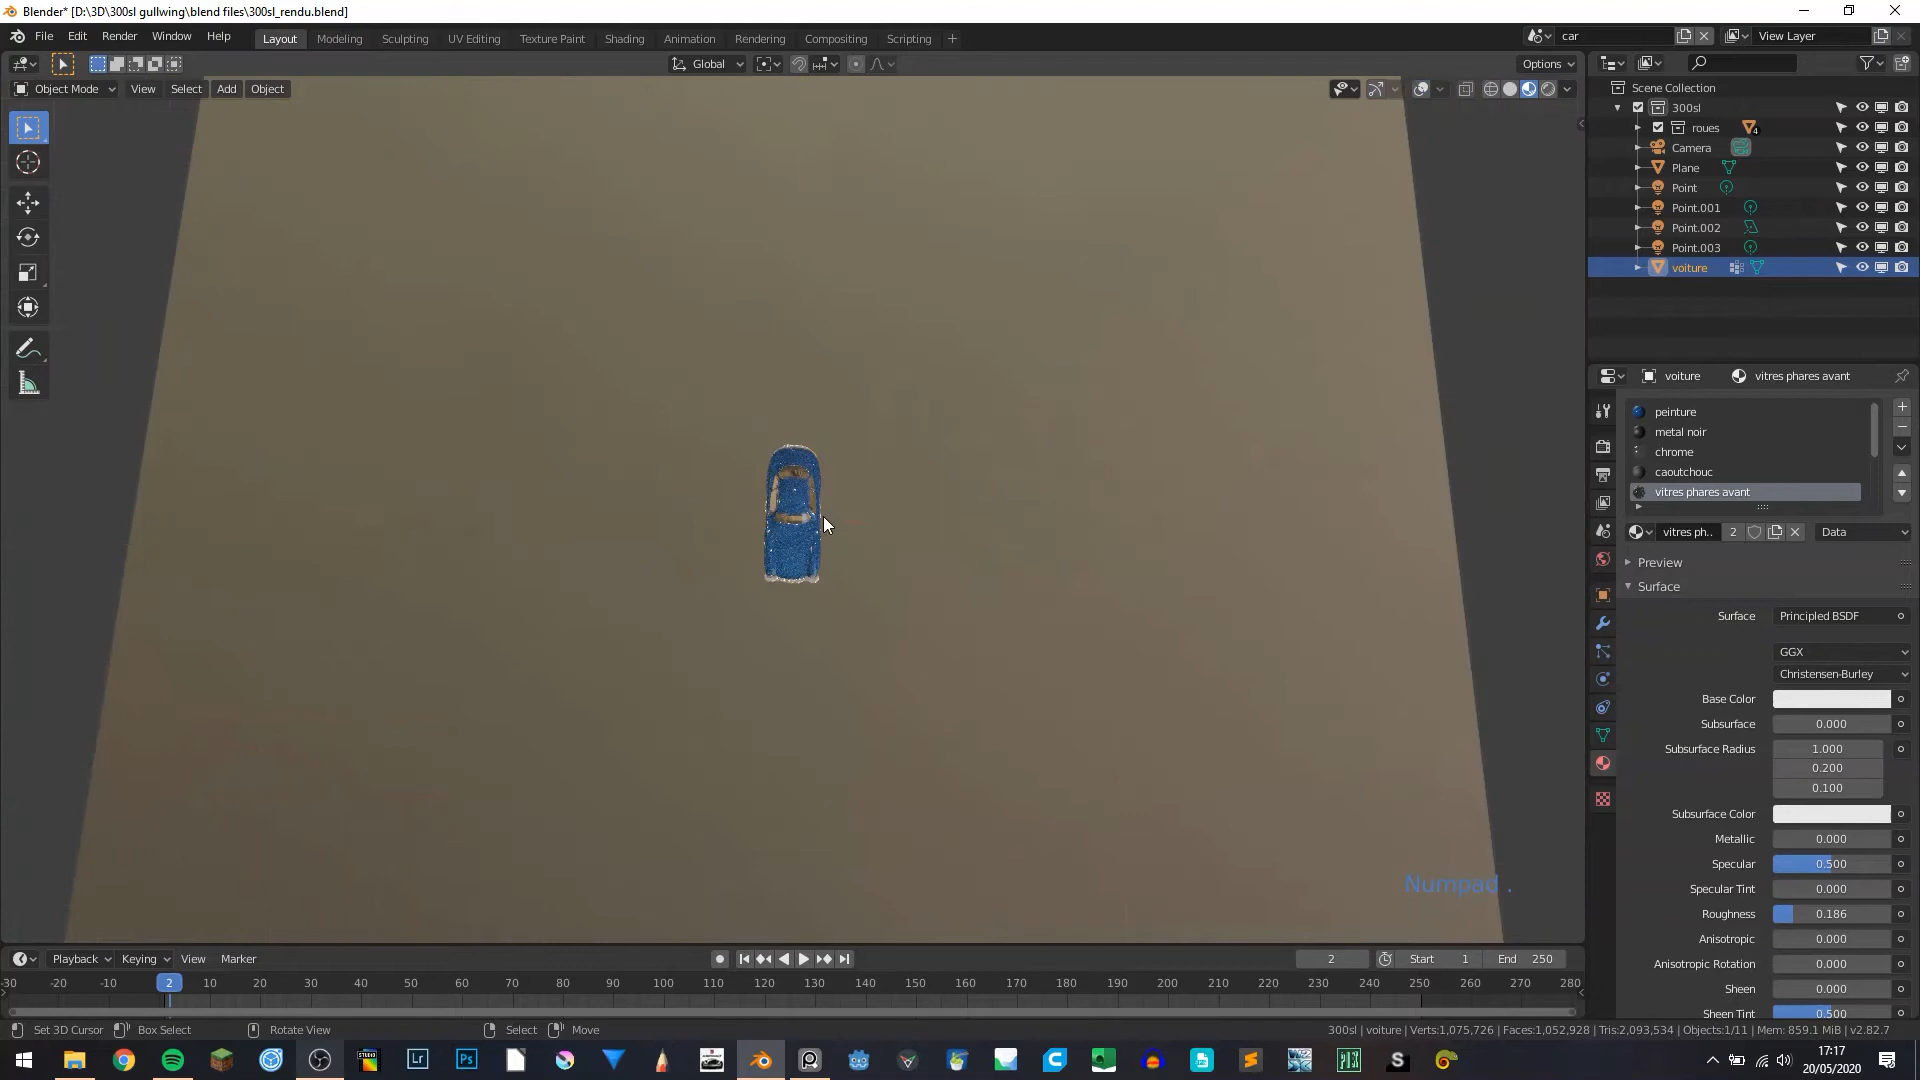 Blender* [D:\3D\300sl gullwing\blend files\300sl_rendu.blend]
File Edit Render Window Help
Layout Modeling Sculpting UV Editing Texture Paint Shading Animation Rendering Compositing Scripting
car
View Layer
Global
Options
Object Mode View Select Add Object
Scene Collection
300sl
roues 4
Camera
Plane
Point
Point.001
Point.002
Point.003
voiture
voiture vitres phares avant
peinture
metal noir
chrome
caoutchouc
vitres phares avant
vitres ph.. 2 Data
Preview
Surface
Surface Principled BSDF
GGX
Christensen-Burley
Base Color
Subsurface 0.000
Subsurface Radius 1.000
0.200
0.100
Subsurface Color
Metallic 0.000
Specular 0.500
Specular Tint 0.000
Roughness 0.186
Anisotropic 0.000
Anisotropic Rotation 0.000
Sheen 0.000
Sheen Tint 0.500
Numpad .
Playback Keying View Marker
2 Start 1 End 250
-30 -20 -10 2 10 20 30 40 50 60 70 80 90 100 110 120 130 140 150 160 170 180 190 200 210 220 230 240 250 260 270 280
Set 3D Cursor Box Select Rotate View Select Move
300sl | voiture | Verts:1,075,726 | Faces:1,052,928 | Tris:2,093,534 | Objects:1/11 | Mem: 859.1 MiB | v2.82.7
STUDIO Lr Ps S
17:17
20/05/2020